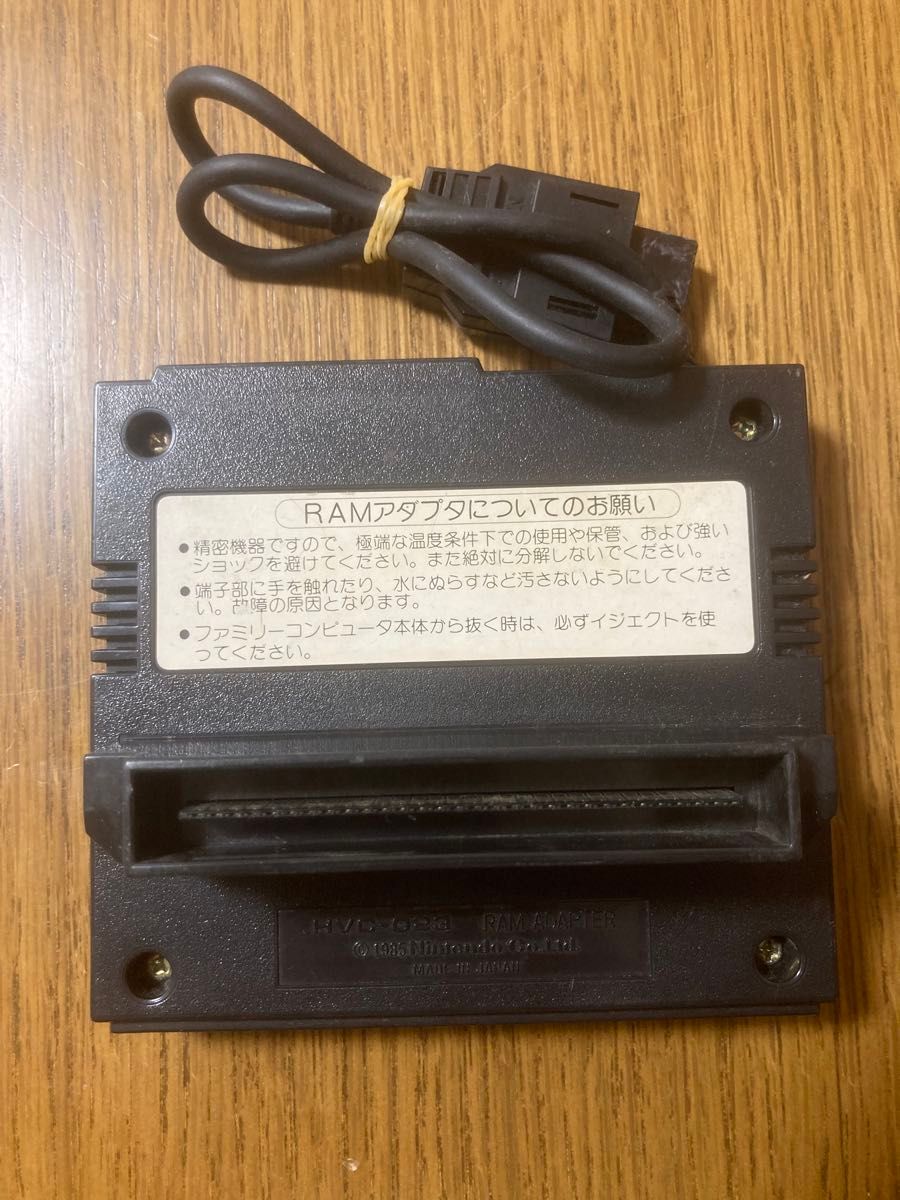 RAMアダプタについてのお願い
●精密機器ですので、極端な温度条件下での使用や保管、および強い
ショックを避けてください。また絶対に分解しないでください。
●端子部に手を触れたり、水にぬらすなど汚さないようにしてくださ
い。故障の原因となります。
●ファミリーコンピュータ本体から抜く時は、必ずイジェクトを使
ってください。
HVC-023 RAM ADAPTER
©1985 Nintendo Co.,Ltd.
MADE IN JAPAN